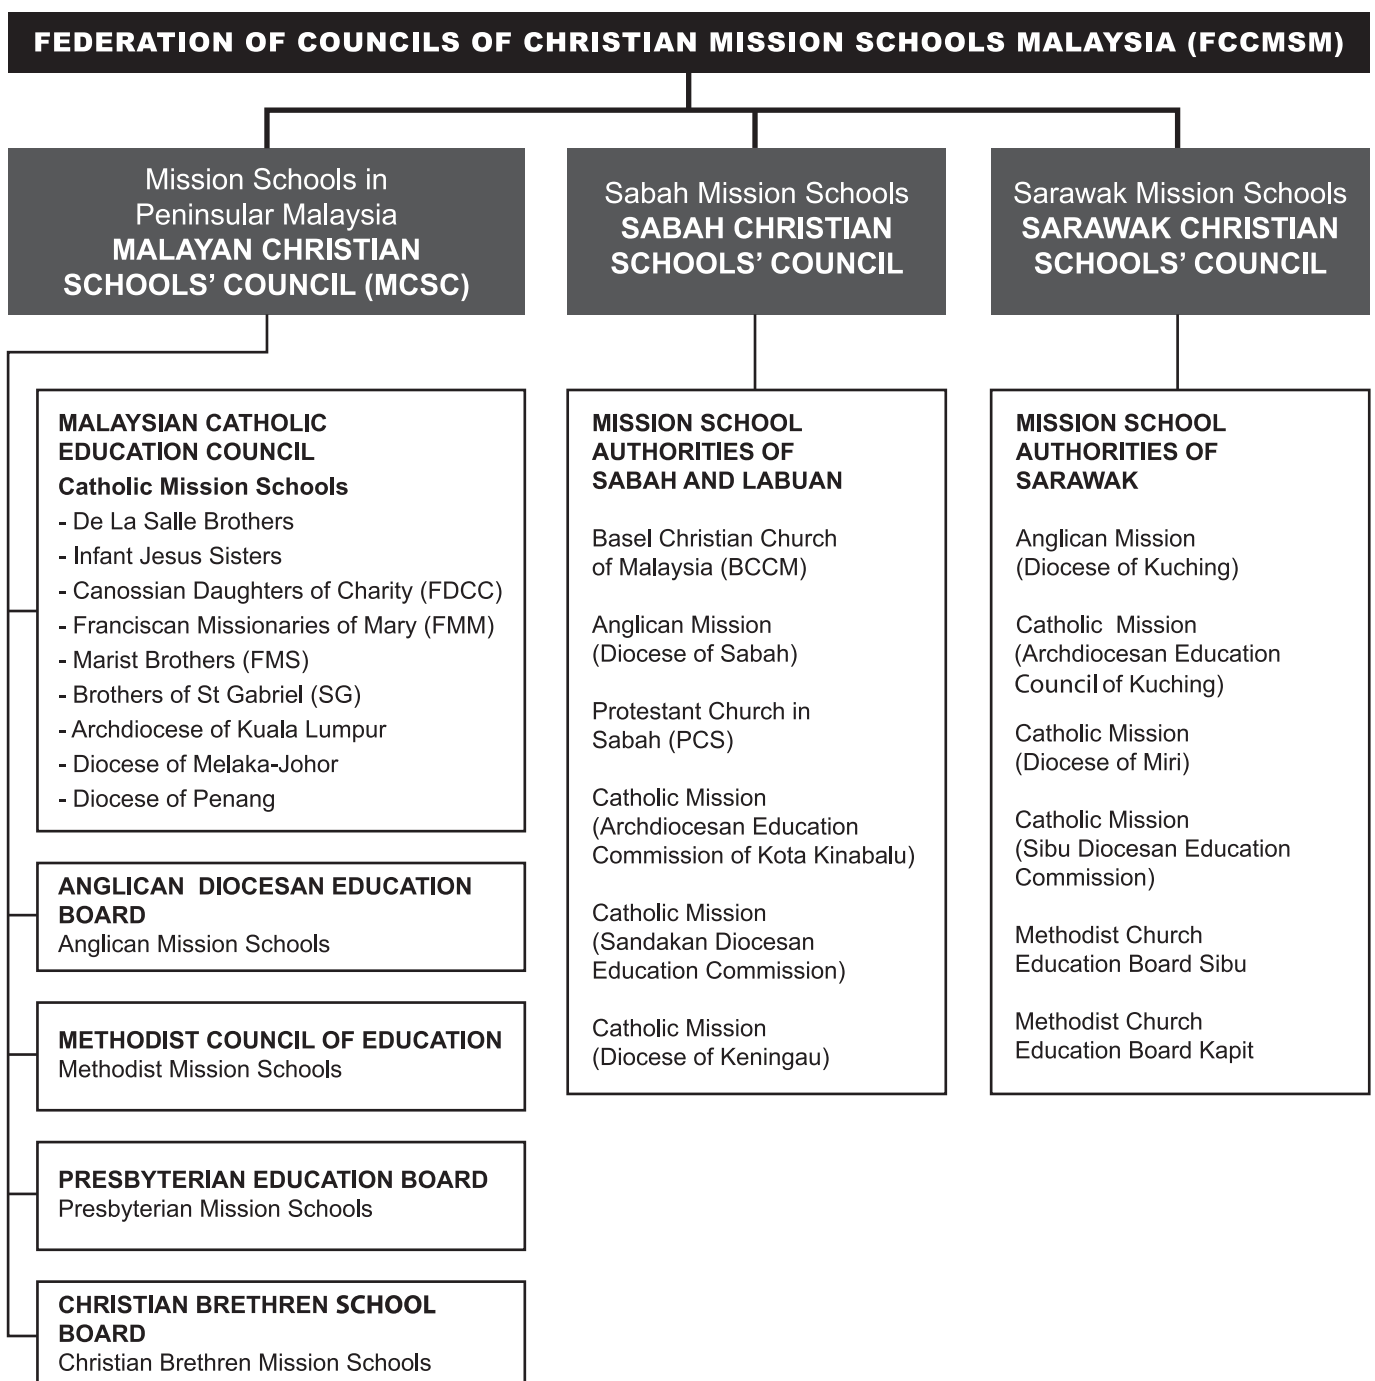 FEDERATION OF COUNCILS OF CHRISTIAN MISSION SCHOOLS MALAYSIA (FCCMSM)
Mission Schools in
Peninsular Malaysia
MALAYAN CHRISTIAN
SCHOOLS’ COUNCIL (MCSC)
Sabah Mission Schools
SABAH CHRISTIAN
SCHOOLS’ COUNCIL
Sarawak Mission Schools
SARAWAK CHRISTIAN
SCHOOLS’ COUNCIL
MALAYSIAN CATHOLIC
EDUCATION COUNCIL
Catholic Mission Schools
- De La Salle Brothers
- Infant Jesus Sisters
- Canossian Daughters of Charity (FDCC)
- Franciscan Missionaries of Mary (FMM)
- Marist Brothers (FMS)
- Brothers of St Gabriel (SG)
- Archdiocese of Kuala Lumpur
- Diocese of Melaka-Johor
- Diocese of Penang
ANGLICAN DIOCESAN EDUCATION
BOARD
Anglican Mission Schools
METHODIST COUNCIL OF EDUCATION
Methodist Mission Schools
PRESBYTERIAN EDUCATION BOARD
Presbyterian Mission Schools
CHRISTIAN BRETHREN SCHOOL
BOARD
Christian Brethren Mission Schools
MISSION SCHOOL
AUTHORITIES OF
SABAH AND LABUAN
Basel Christian Church
of Malaysia (BCCM)
Anglican Mission
(Diocese of Sabah)
Protestant Church in
Sabah (PCS)
Catholic Mission
(Archdiocesan Education
Commission of Kota Kinabalu)
Catholic Mission
(Sandakan Diocesan
Education Commission)
Catholic Mission
(Diocese of Keningau)
MISSION SCHOOL
AUTHORITIES OF
SARAWAK
Anglican Mission
(Diocese of Kuching)
Catholic Mission
(Archdiocesan Education
Council of Kuching)
Catholic Mission
(Diocese of Miri)
Catholic Mission
(Sibu Diocesan Education
Commission)
Methodist Church
Education Board Sibu
Methodist Church
Education Board Kapit